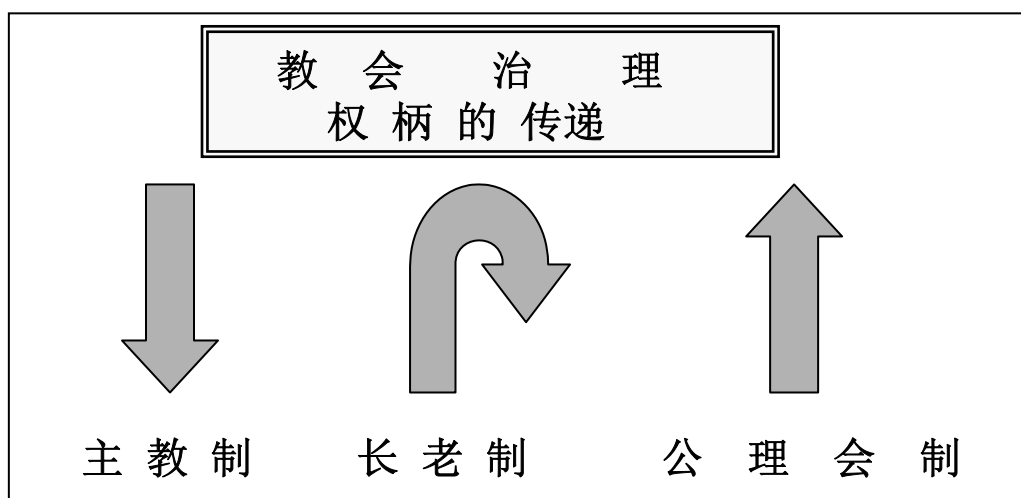 教 会 治 理
权 柄 的 传递
主 教 制 长 老 制 公 理 会 制